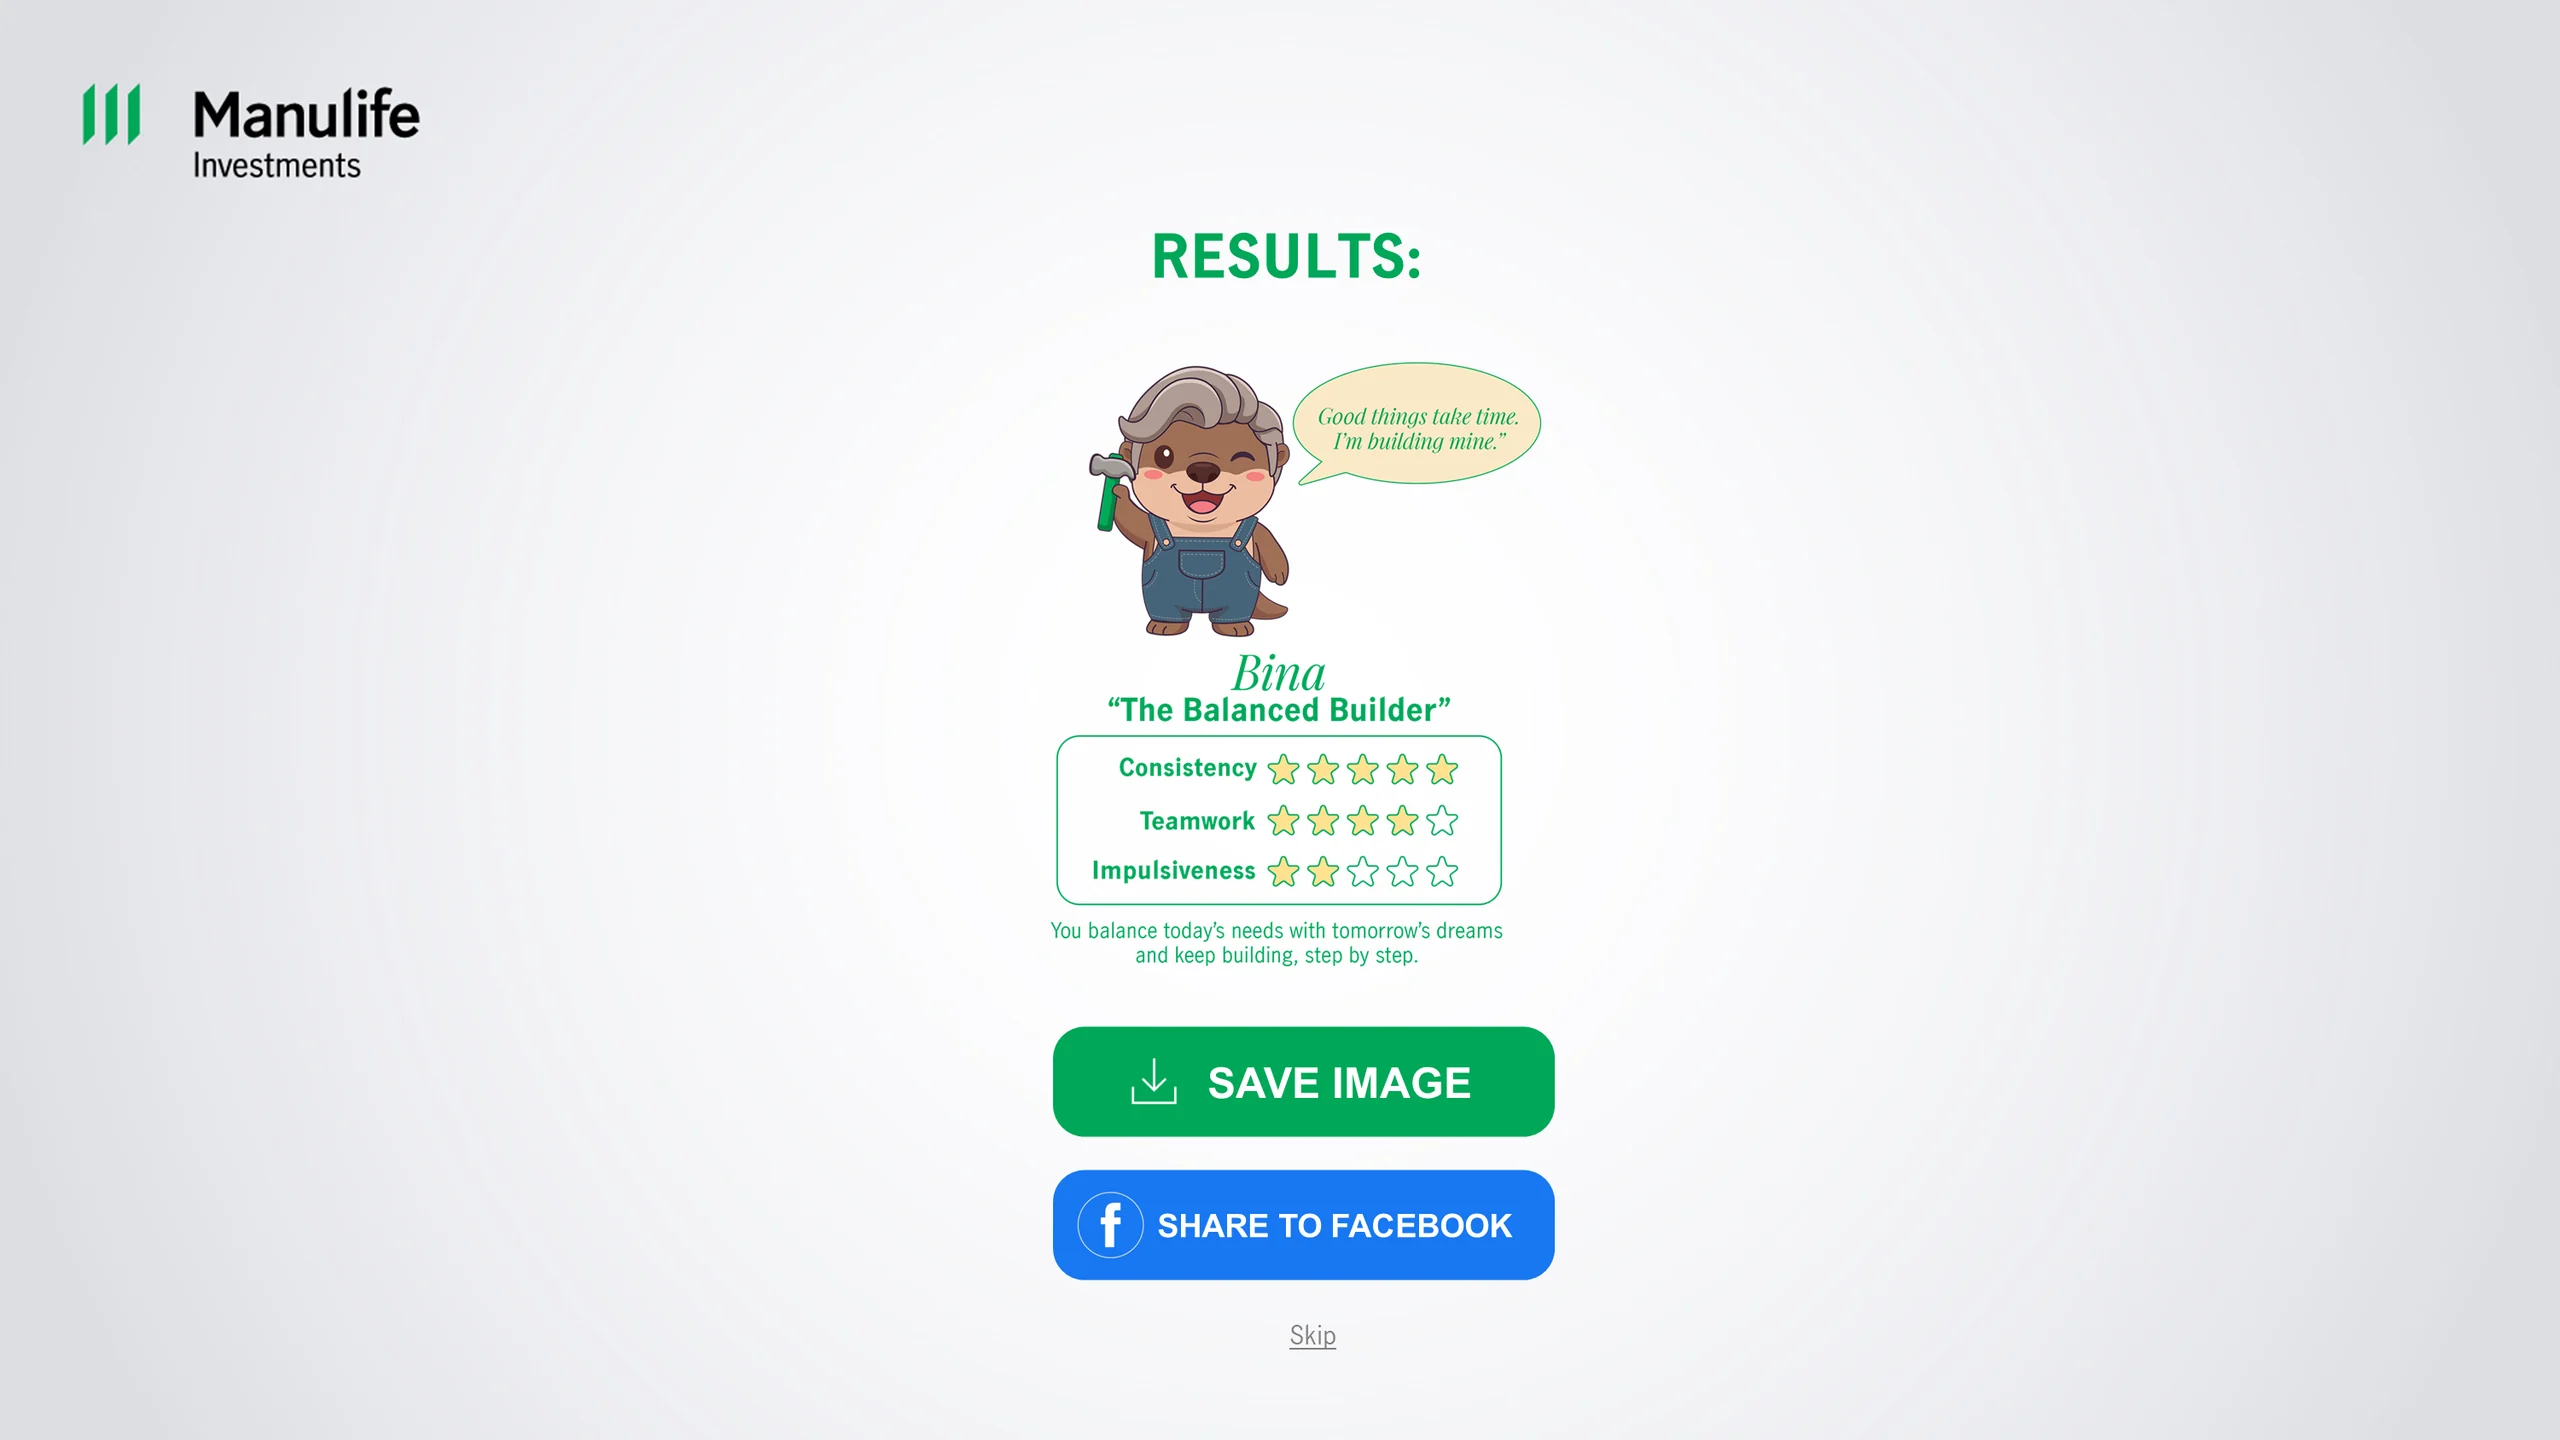 Manulife
Investments
RESULTS:
Good things take time.
I'm building mine.”
Bina
“The Balanced Builder”
Consistency
Teamwork
Impulsiveness
You balance today’s needs with tomorrow’s dreams
and keep building, step by step.
SAVE IMAGE
f SHARE TO FACEBOOK
Skip